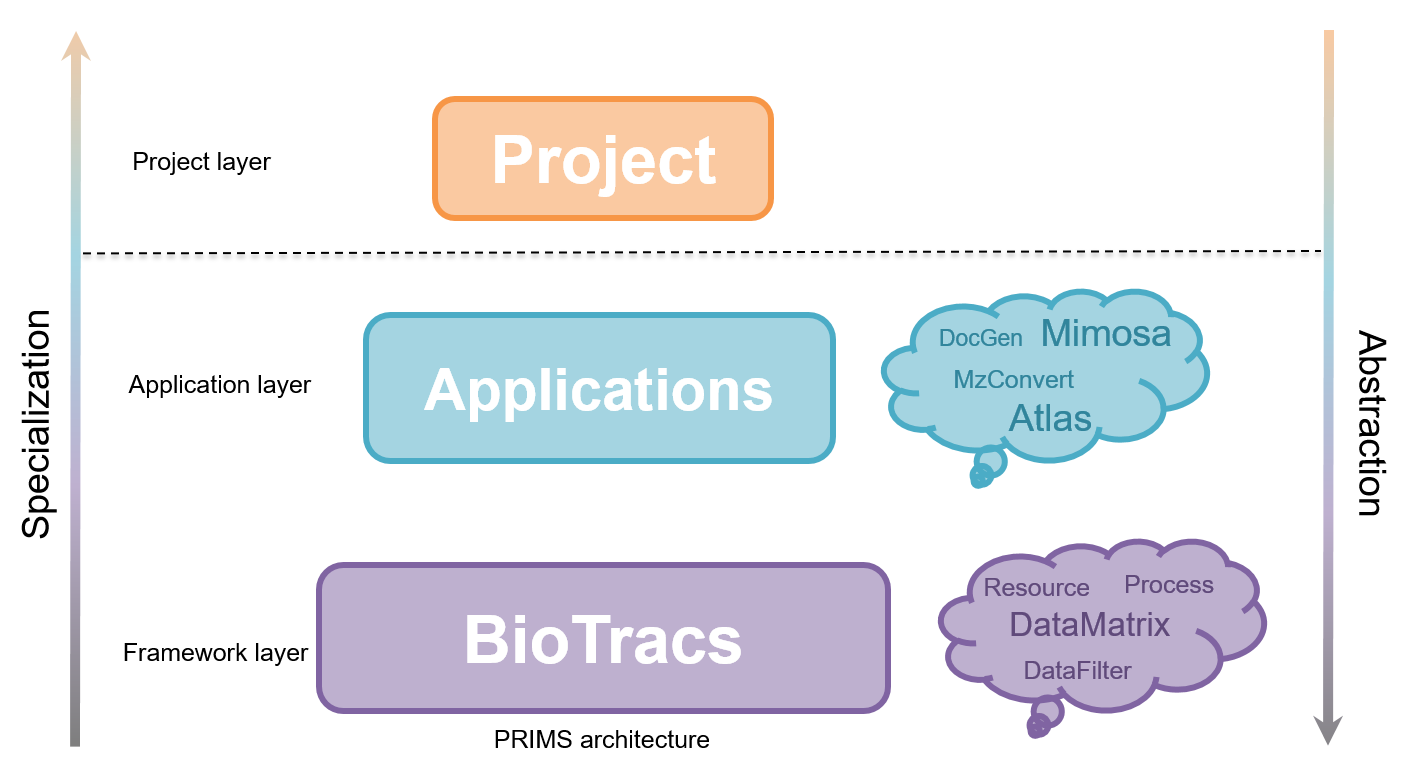 Project layer
Project
Specialization
Abstraction
Application layer
Applications
DocGen Mimosa
MzConvert
Atlas
Framework layer
BioTracs
Resource Process
DataMatrix
DataFilter
PRIMS architecture